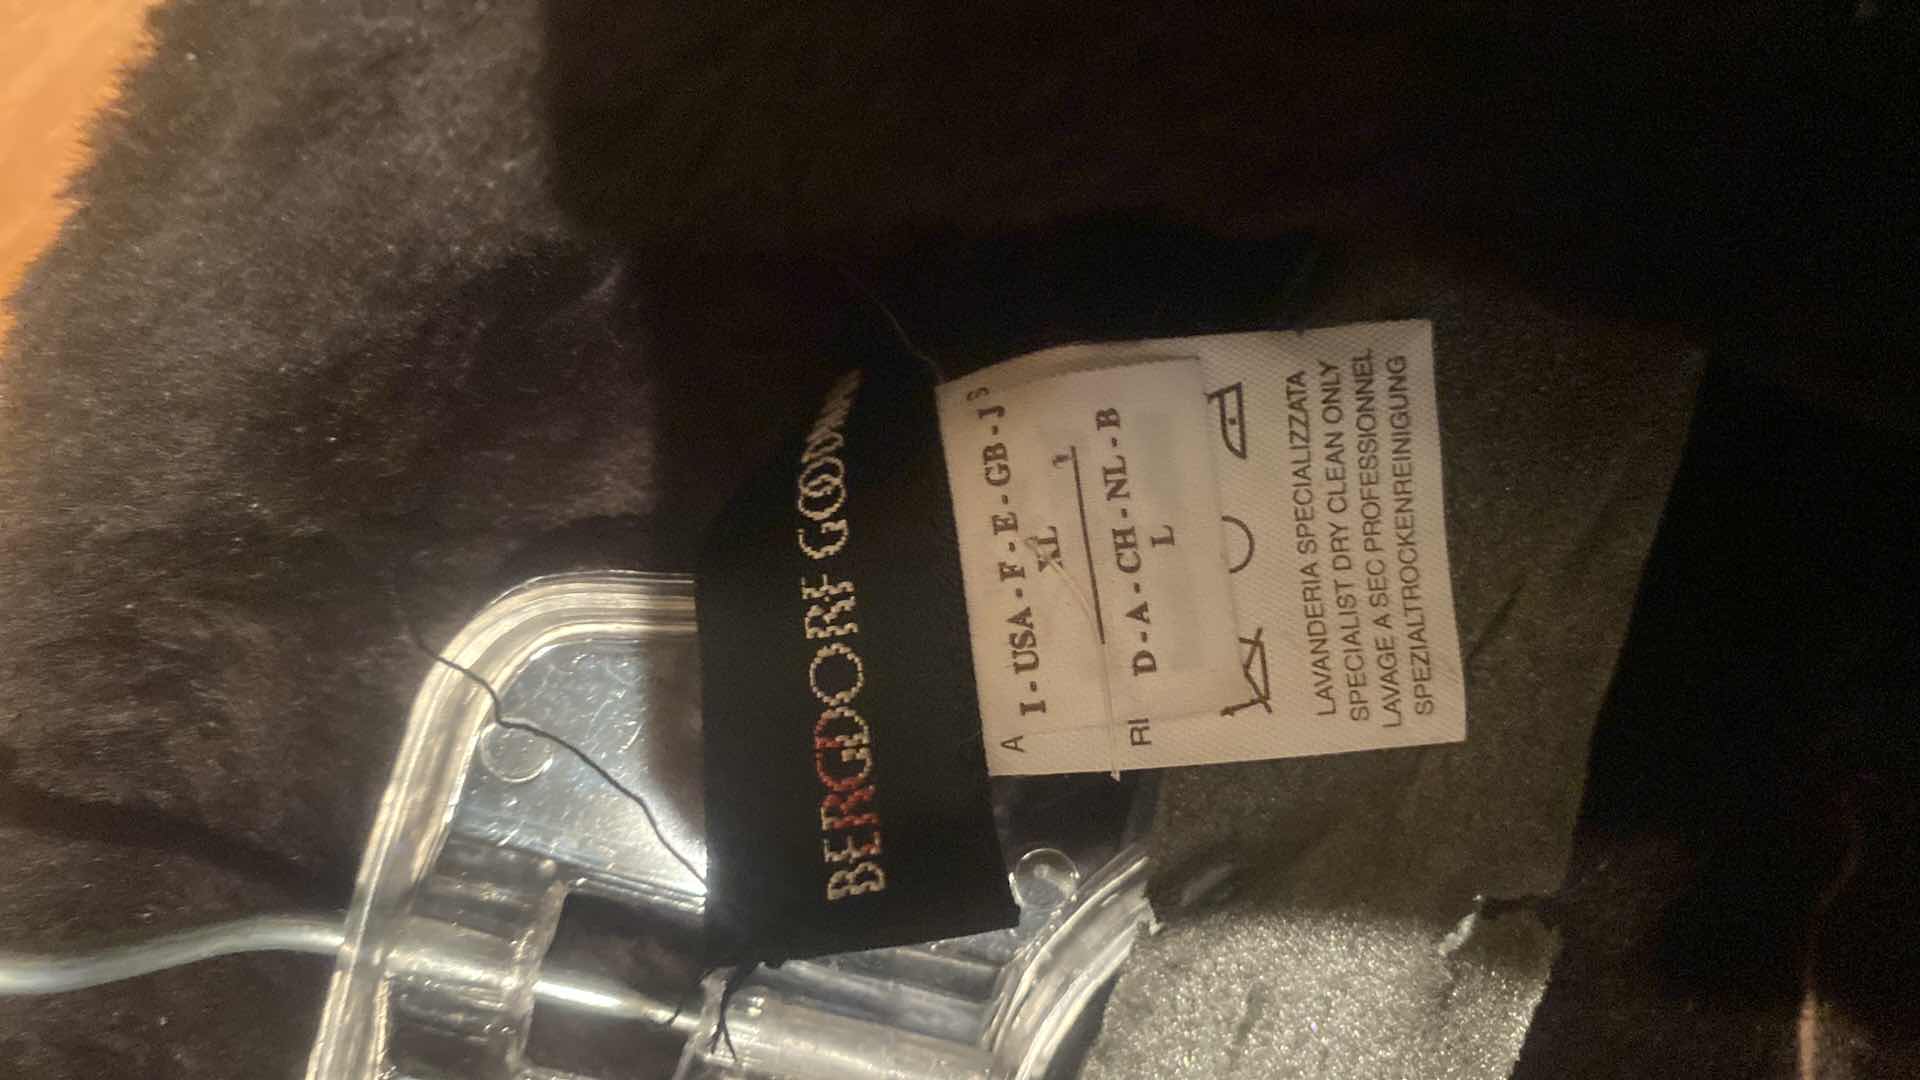 BERGDORF GOODMAN
A
I - USA - F - E - GB - J
S
XL
D - A - CH - NL - B
RI
L
LAVANDERIA SPECIALIZZATA
SPECIALIST DRY CLEAN ONLY
LAVAGE A SEC PROFESSIONNEL
SPEZIALTROCKENREINIGUNG